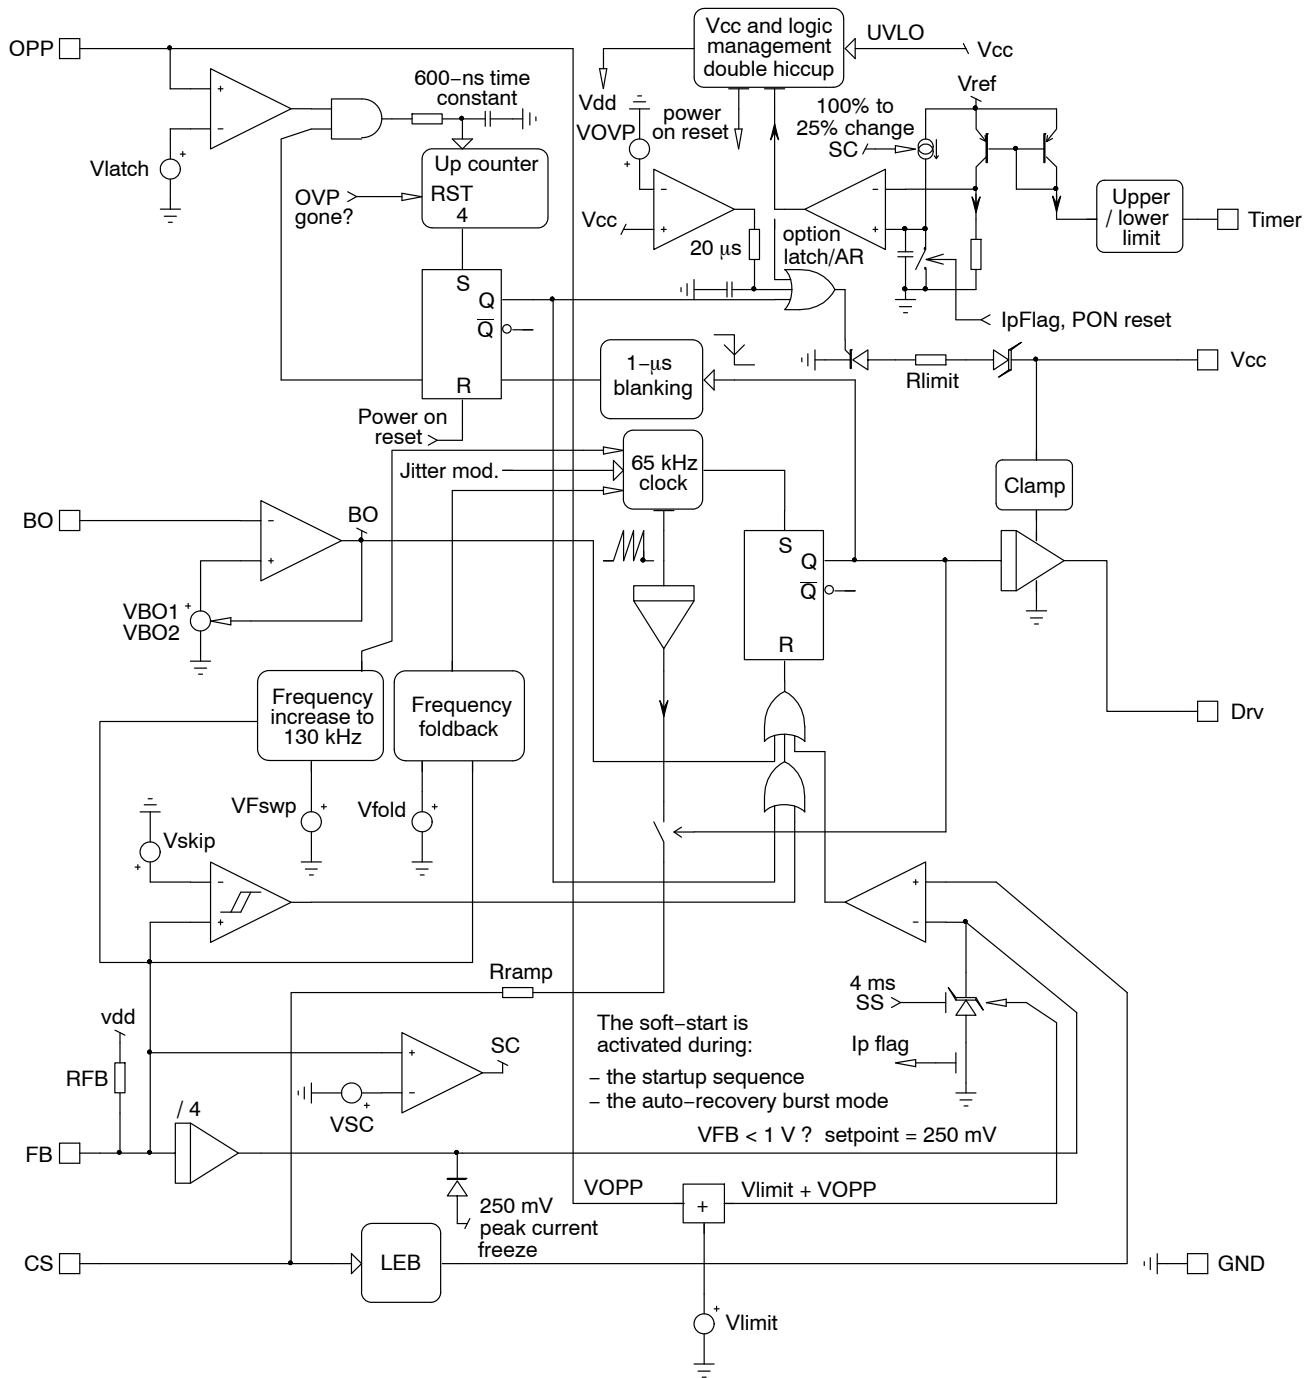 OPP
Vcc and logic
management
double hiccup
UVLO
Vcc
Vdd
600−ns time
constant
+
−
Vlatch
+
Up counter
RST
4
OVP
gone?
VOVP
+
power
on reset
100% to
25% change
SC
Vref
Vcc
−
+
−
+
20 μs
option
latch/AR
Upper
/ lower
limit
Timer
IpFlag, PON reset
S
Q
Q
R
Power on
reset
1−μs
blanking
Rlimit
Vcc
Jitter mod.
65 kHz
clock
Clamp
BO
−
+
BO
VBO1
VBO2
+
S
Q
Q
R
Drv
Frequency
increase to
130 kHz
Frequency
foldback
VFswp
+
Vfold
+
Vskip
+
−
+
+
−
Rramp
4 ms
SS
Ip flag
vdd
RFB
+
−
SC
VSC
+
The soft−start is
activated during:
− the startup sequence
− the auto−recovery burst mode
/ 4
FB
VFB < 1 V ? setpoint = 250 mV
250 mV
peak current
freeze
VOPP
+
Vlimit + VOPP
CS
LEB
GND
+
Vlimit